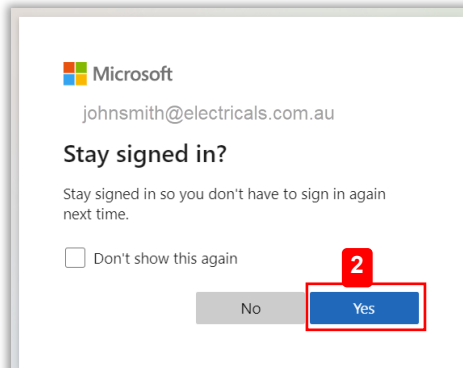 Microsoft
johnsmith@electricals.com.au
Stay signed in?
Stay signed in so you don't have to sign in again
next time.
Don't show this again
2
No
Yes